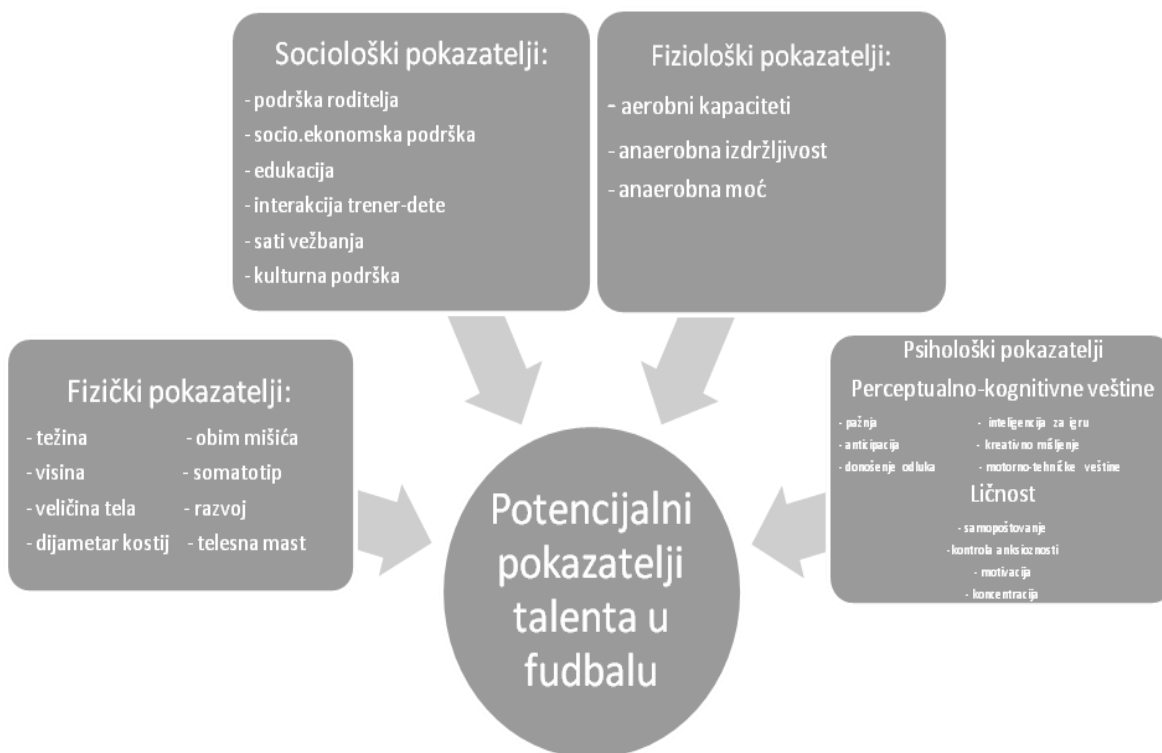 Sociološki pokazatelji:
- podrška roditelja
- socio.ekonomska podrška
- edukacija
- interakcija trener-dete
- sati vežbanja
- kulturna podrška
Fiziološki pokazatelji:
- aerobni kapaciteti
- anaerobna izdržljivost
- anaerobna moć
Fizički pokazatelji:
- težina - obim mišića
- visina - somatotip
- veličina tela - razvoj
- dijametar kostij - telesna mast
Psihološki pokazatelji
Perceptualno-kognitivne veštine
- pažnja - inteligencija za igru
- anticipacija - kreativno mišljenje
- donošenje odluka - motorno-tehničke veštine
Ličnost
- samopoštovanje
-kontrola anksioznosti
- motivacija
- koncentracija
Potencijalni
pokazatelji
talenta u
fudbalu